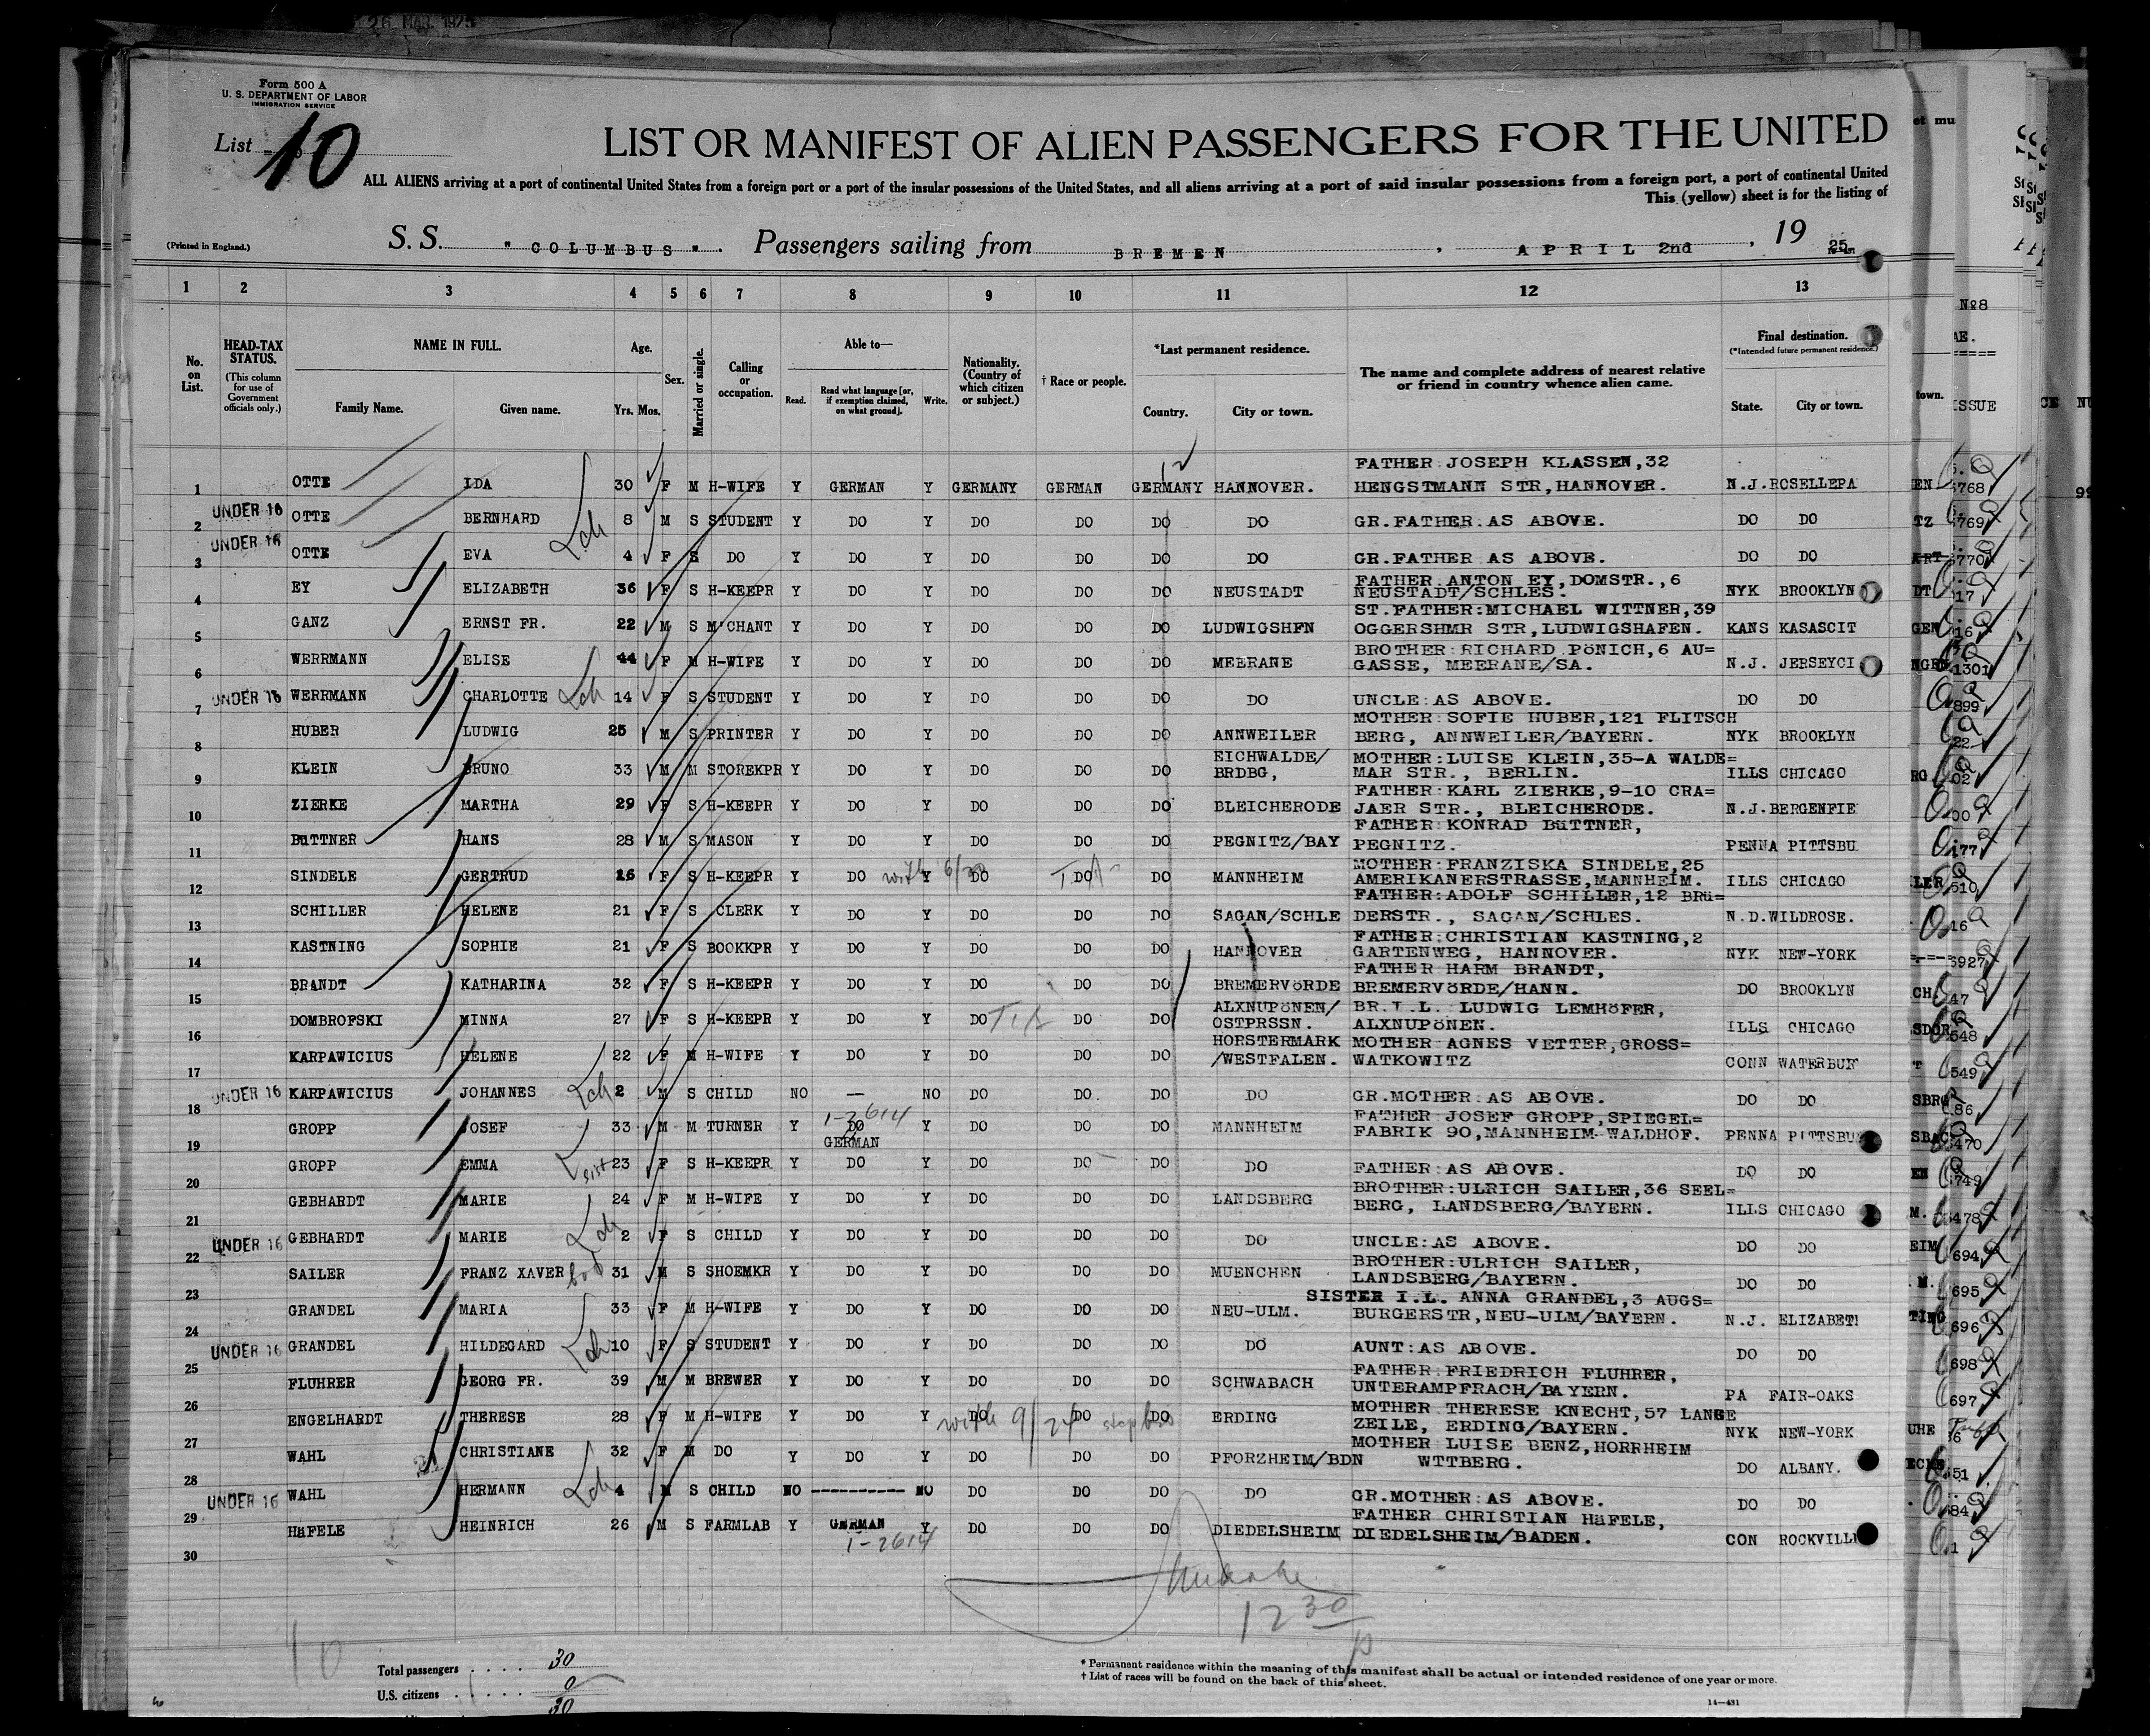 26 MAR. 1925
Form 500 A
U. S. DEPARTMENT OF LABOR
IMMIGRATION SERVICE
List 10
LIST OR MANIFEST OF ALIEN PASSENGERS FOR THE UNITED
ALL ALIENS arriving at a port of continental United States from a foreign port or a port of the insular possessions of the United States, and all aliens arriving at a port of said insular possessions from a foreign port, a port of continental United
This (yellow) sheet is for the listing of
(Printed in England.)
S. S. "COLUMBUS". Passengers sailing from BREMEN, APRIL 2nd, 19 25
1 2 3 4 5 6 7 8 9 10 11 12 13
No. on List.
HEAD-TAX STATUS.
(This column for use of Government officials only.)
NAME IN FULL.
Family Name. Given name.
Age.
Yrs. Mos.
Sex.
Married or single.
Calling or occupation.
Able to—
Read. Read what language [or, if exemption claimed, on what ground]. Write.
Nationality. (Country of which citizen or subject.)
† Race or people.
*Last permanent residence.
Country. City or town.
The name and complete address of nearest relative or friend in country whence alien came.
Final destination.
(*Intended future permanent residence.)
State. City or town.
1 OTTE IDA 30 F M H-WIFE Y GERMAN Y GERMANY GERMAN GERMANY HANNOVER. FATHER:JOSEPH KLASSEN,32 HENGSTMANN STR,HANNOVER. N.J. ROSELLEPA
2 UNDER 16 OTTE BERNHARD Lch 8 M S STUDENT Y DO Y DO DO DO DO GR.FATHER:AS ABOVE. DO DO
3 UNDER 16 OTTE EVA 4 F S DO Y DO Y DO DO DO DO GR.FATHER AS ABOVE. DO DO
4 EY ELIZABETH 36 F S H-KEEPR Y DO Y DO DO DO NEUSTADT FATHER ANTON EY,DOMSTR.,6 NEUSTADT/SCHLES. NYK BROOKLYN
5 GANZ ERNST FR. 22 M S M'CHANT Y DO Y DO DO DO LUDWIGSHFN ST.FATHER:MICHAEL WITTNER,39 OGGERSHMR STR,LUDWIGSHAFEN. KANS KASASCIT
6 WERRMANN ELISE 44 F M H-WIFE Y DO Y DO DO DO MEERANE BROTHER:RICHARD PöNICH,6 AU= GASSE, MEERANE/SA. N.J. JERSEYCI
7 UNDER 16 WERRMANN CHARLOTTE Lch 14 F S STUDENT Y DO Y DO DO DO DO UNCLE:AS ABOVE. DO DO
8 HUBER LUDWIG 25 M S PRINTER Y DO Y DO DO DO ANNWEILER MOTHER:SOFIE HUBER,121 FLITSCH BERG, ANNWEILER/BAYERN. NYK BROOKLYN
9 KLEIN BRUNO 33 M M STOREKPR Y DO Y DO DO DO EICHWALDE/ BRDBG, MOTHER:LUISE KLEIN,35-A WALDE= MAR STR., BERLIN. ILLS CHICAGO
10 ZIERKE MARTHA 29 F S H-KEEPR Y DO Y DO DO DO BLEICHERODE FATHER:KARL ZIERKE,9-10 CRA= JAER STR., BLEICHERODE. N.J. BERGENFIE
11 BüTTNER HANS 28 M S MASON Y DO Y DO DO DO PEGNITZ/BAY FATHER:KONRAD BüTTNER, PEGNITZ. PENNA PITTSBU
12 SINDELE GERTRUD 16 F S H-KEEPR Y DO Y DO DO DO MANNHEIM MOTHER:FRANZISKA SINDELE,25 AMERIKANERSTRASSE,MANNHEIM. ILLS CHICAGO
13 SCHILLER HELENE 21 F S CLERK Y DO Y DO DO DO SAGAN/SCHLE FATHER:ADOLF SCHILLER,12 BRü= DERSTR., SAGAN/SCHLES. N.D. WILDROSE.
14 KASTNING SOPHIE 21 F S BOOKKPR Y DO Y DO DO DO HANNOVER FATHER:CHRISTIAN KASTNING,2 GARTENWEG, HANNOVER. NYK NEW-YORK
15 BRANDT KATHARINA 32 F S H-KEEPR Y DO Y DO DO DO BREMERVöRDE FATHER HARM BRANDT, BREMERVöRDE/HANN. DO BROOKLYN
16 DOMBROFSKI MINNA 27 F S H-KEEPR Y DO Y DO DO DO ALXNUPöNEN/ OSTPRSSN. BR.I.L. LUDWIG LEMHöFER, ALXNUPöNEN. ILLS CHICAGO
17 KARPAWICIUS HELENE 22 F M H-WIFE Y DO Y DO DO DO HORSTERMARK /WESTFALEN. MOTHER AGNES VETTER,GROSS= WATKOWITZ CONN WATERBUR
18 UNDER 16 KARPAWICIUS JOHANNES Lch 2 M S CHILD NO — NO DO DO DO DO GR.MOTHER:AS ABOVE. DO DO
19 GROPP JOSEF 33 M M TURNER Y 1-2614 DO GERMAN Y DO DO DO MANNHEIM FATHER JOSEF GROPP,SPIEGEL= FABRIK 90,MANNHEIM-WALDHOF. PENNA PITTSBU
20 GROPP EMMA sist 23 F S H-KEEPR Y DO Y DO DO DO DO FATHER:AS ABOVE. DO DO
21 GEBHARDT MARIE 24 F M H-WIFE Y DO Y DO DO DO LANDSBERG BROTHER:ULRICH SAILER,36 SEEL= BERG, LANDSBERG/BAYERN. ILLS CHICAGO
22 UNDER 16 GEBHARDT MARIE Lch 2 F S CHILD Y DO Y DO DO DO DO UNCLE:AS ABOVE. DO DO
23 SAILER FRANZ XAVER bro 31 M S SHOEMKR Y DO Y DO DO DO MUENCHEN BROTHER:ULRICH SAILER, LANDSBERG/BAYERN. DO DO
24 GRANDEL MARIA 33 F M H-WIFE Y DO Y DO DO DO NEU-ULM. SISTER I.L. ANNA GRANDEL,3 AUGS= BURGERSTR,NEU-ULM/BAYERN. N.J. ELIZABET
25 UNDER 16 GRANDEL HILDEGARD Lch 10 F S STUDENT Y DO Y DO DO DO DO AUNT:AS ABOVE. DO DO
26 FLUHRER GEORG FR. 39 M M BREWER Y DO Y DO DO DO SCHWABACH FATHER FRIEDRICH FLUHRER, UNTERAMPFRACH/BAYERN. PA FAIR-OAKS
27 ENGELHARDT THERESE 28 F M H-WIFE Y DO Y DO DO DO ERDING MOTHER THERESE KNECHT,57 LANGE ZEILE, ERDING/BAYERN. NYK NEW-YORK
28 WAHL CHRISTIANE 32 F M DO Y DO Y DO DO DO PFORZHEIM/BDN MOTHER LUISE BENZ,HORRHEIM WTTBERG. DO ALBANY.
29 UNDER 16 WAHL HERMANN Lch 4 M S CHILD NO ---------- NO DO DO DO DO GR.MOTHER:AS ABOVE. DO DO
30 HäFELE HEINRICH 26 M S FARMLAB Y GERMAN 1-2614 Y DO DO DO DIEDELSHEIM FATHER CHRISTIAN HäFELE, DIEDELSHEIM/BADEN. CON ROCKVILL
12 30 p
10
Total passengers . . . . 30
U.S. citizens . . . . . 0
30
* Permanent residence within the meaning of this manifest shall be actual or intended residence of one year or more.
† List of races will be found on the back of this sheet.
14—431